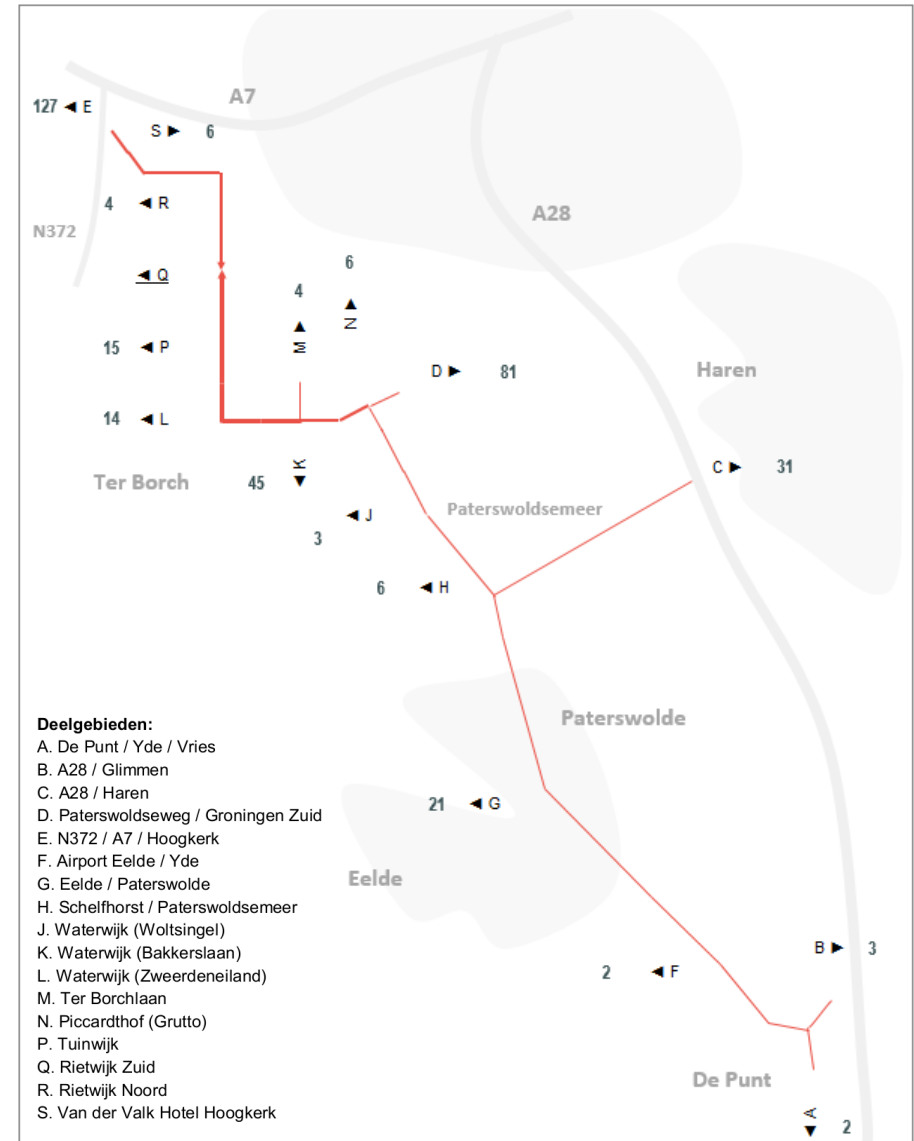 A7
127 ◄ E
S ► 6
4 ◄ R
A28
N372
6
◄ Q
4
N ►
M ►
15 ◄ P
D ► 81
Haren
14 ◄ L
C ► 31
Ter Borch
45
◄ K
Paterswoldsemeer
◄ J
3
6 ◄ H
Paterswolde
Deelgebieden:
A. De Punt / Yde / Vries
B. A28 / Glimmen
C. A28 / Haren
D. Paterswoldseweg / Groningen Zuid
E. N372 / A7 / Hoogkerk
F. Airport Eelde / Yde
G. Eelde / Paterswolde
H. Schelfhorst / Paterswoldsemeer
J. Waterwijk (Woltsingel)
K. Waterwijk (Bakkerslaan)
L. Waterwijk (Zweerdeneiland)
M. Ter Borchlaan
N. Piccardthof (Grutto)
P. Tuinwijk
Q. Rietwijk Zuid
R. Rietwijk Noord
S. Van der Valk Hotel Hoogkerk
21 ◄ G
Eelde
B ► 3
2 ◄ F
De Punt
◄ A
2